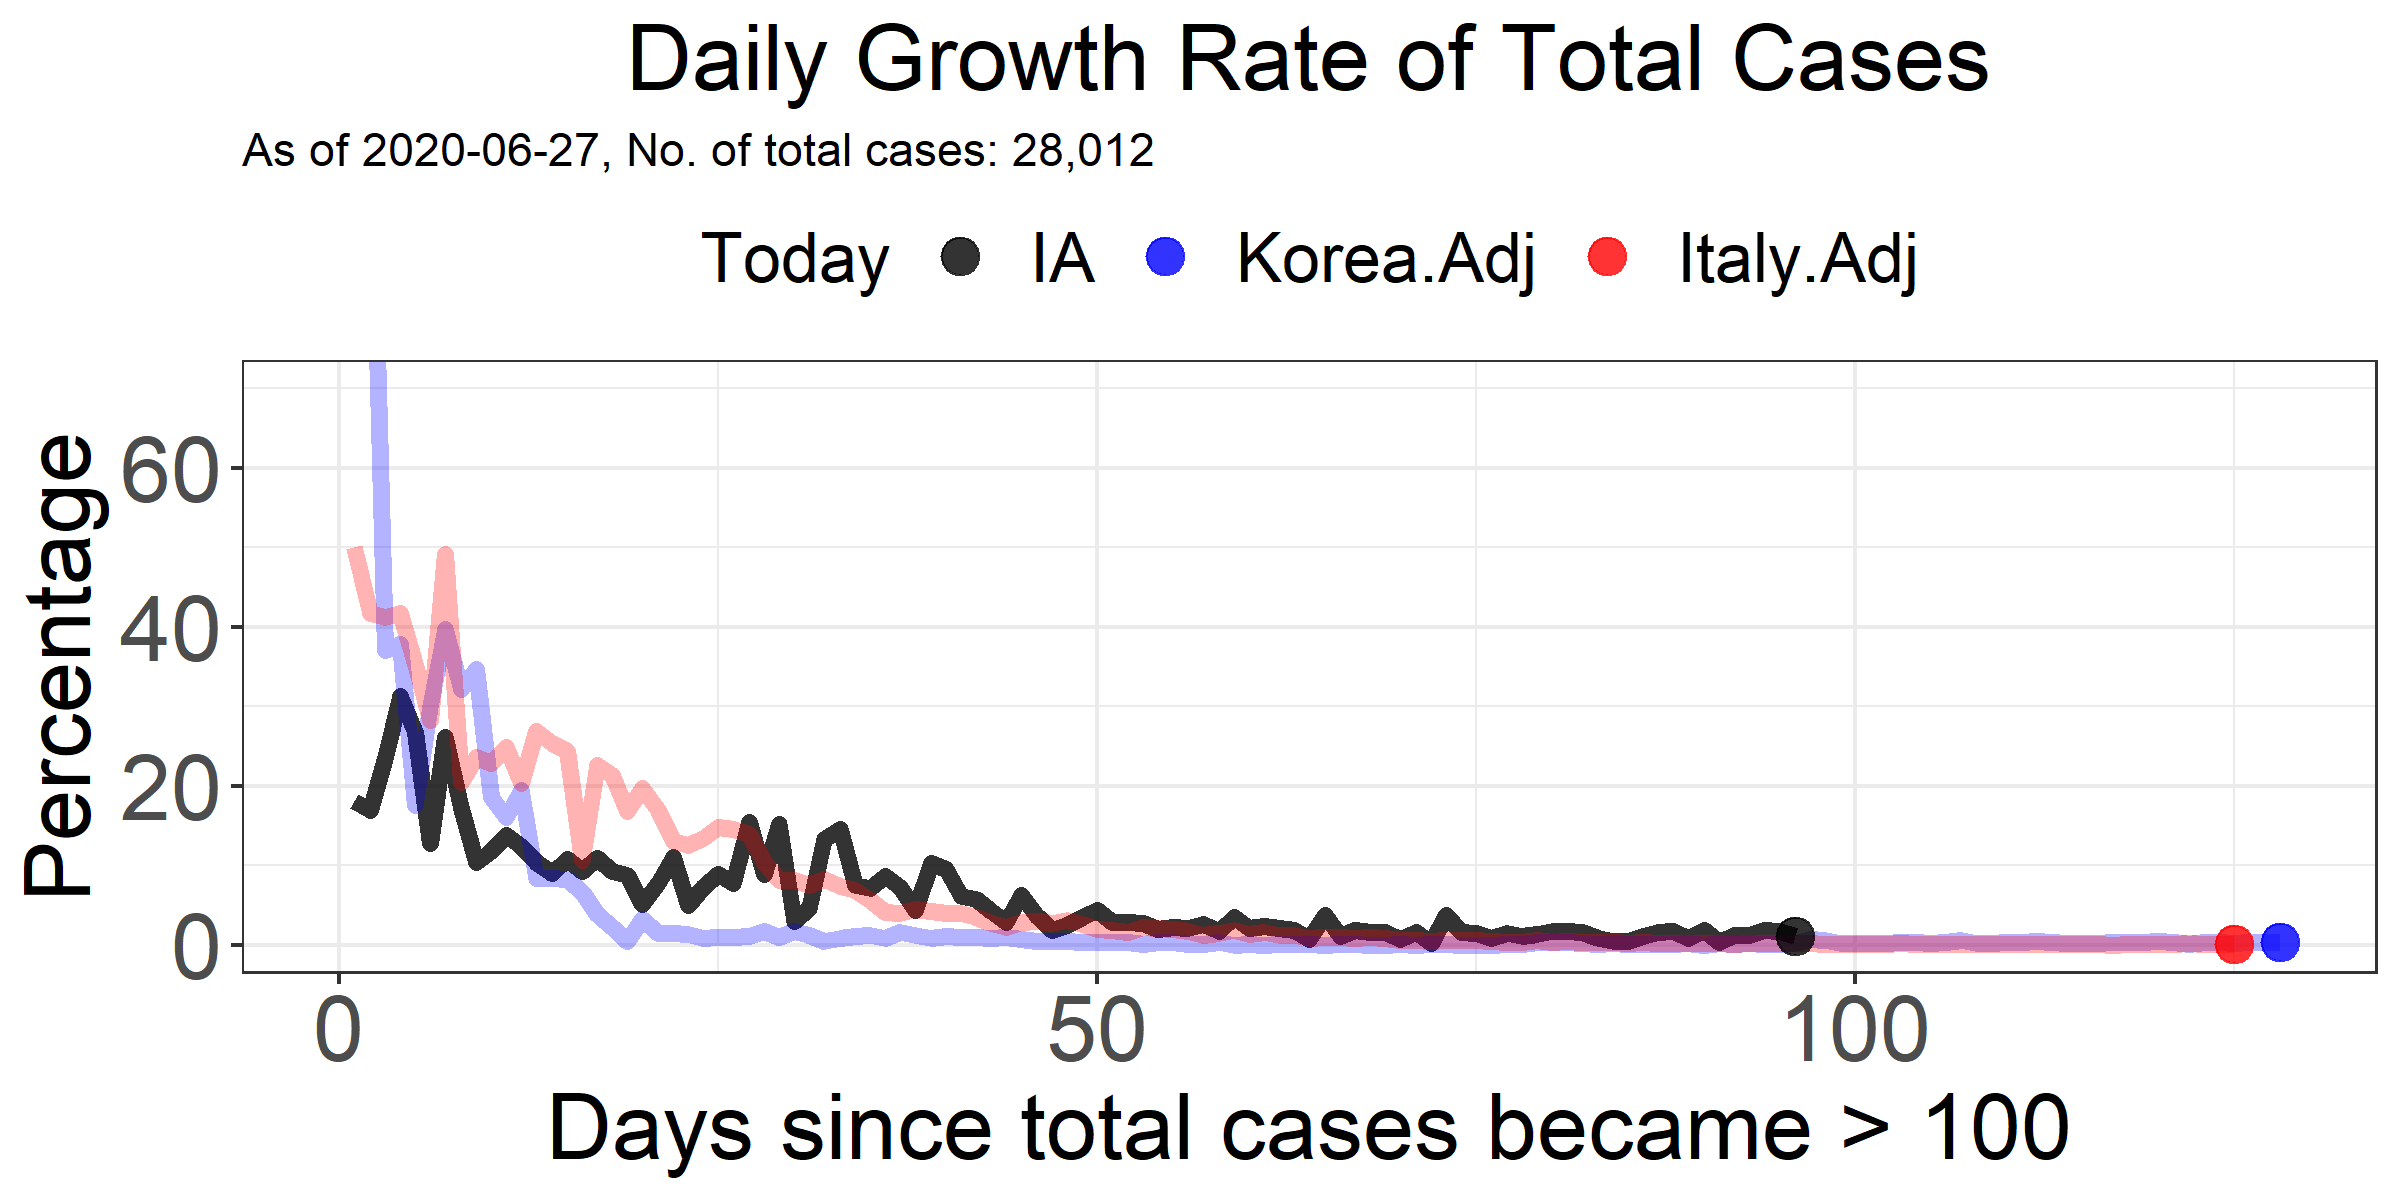 Daily Growth Rate of Total Cases
As of 2020-06-27, No. of total cases: 28,012
Today IA Korea.Adj Italy.Adj
Percentage
60
40
20
0
0 50 100
Days since total cases became > 100